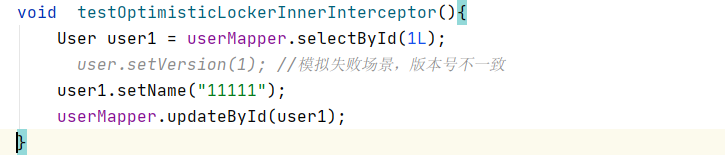 void testOptimisticLockerInnerInterceptor(){
User user1 = userMapper.selectById(1L);
user.setVersion(1); //模拟失败场景，版本号不一致
user1.setName("11111");
userMapper.updateById(user1);
}